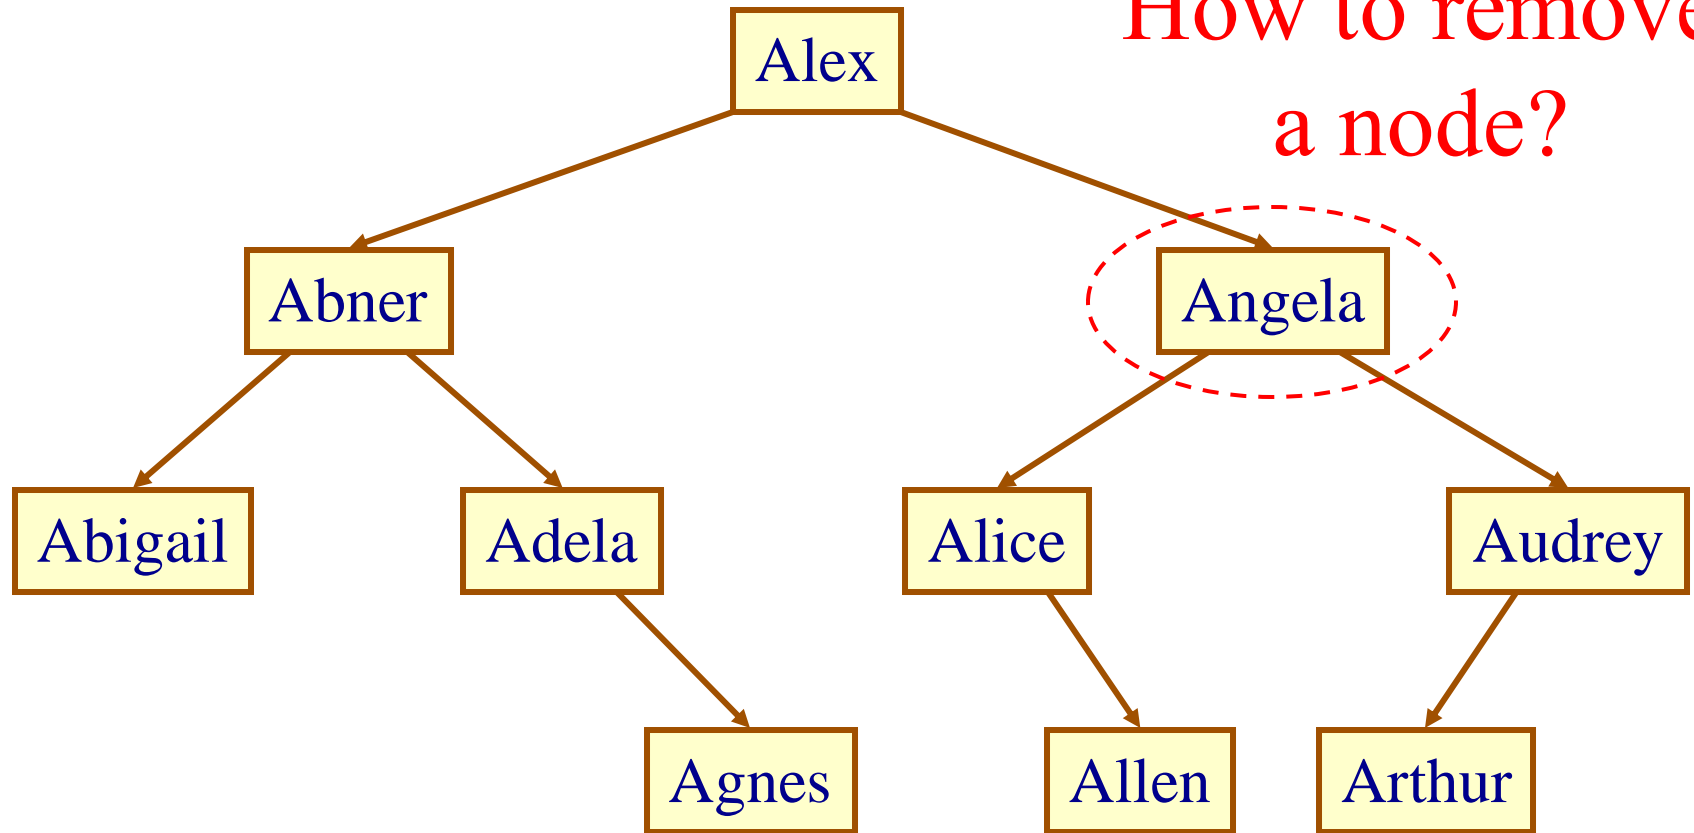 How to remove
a node?
Alex
Abner
Angela
Abigail
Adela
Alice
Audrey
Agnes
Allen
Arthur